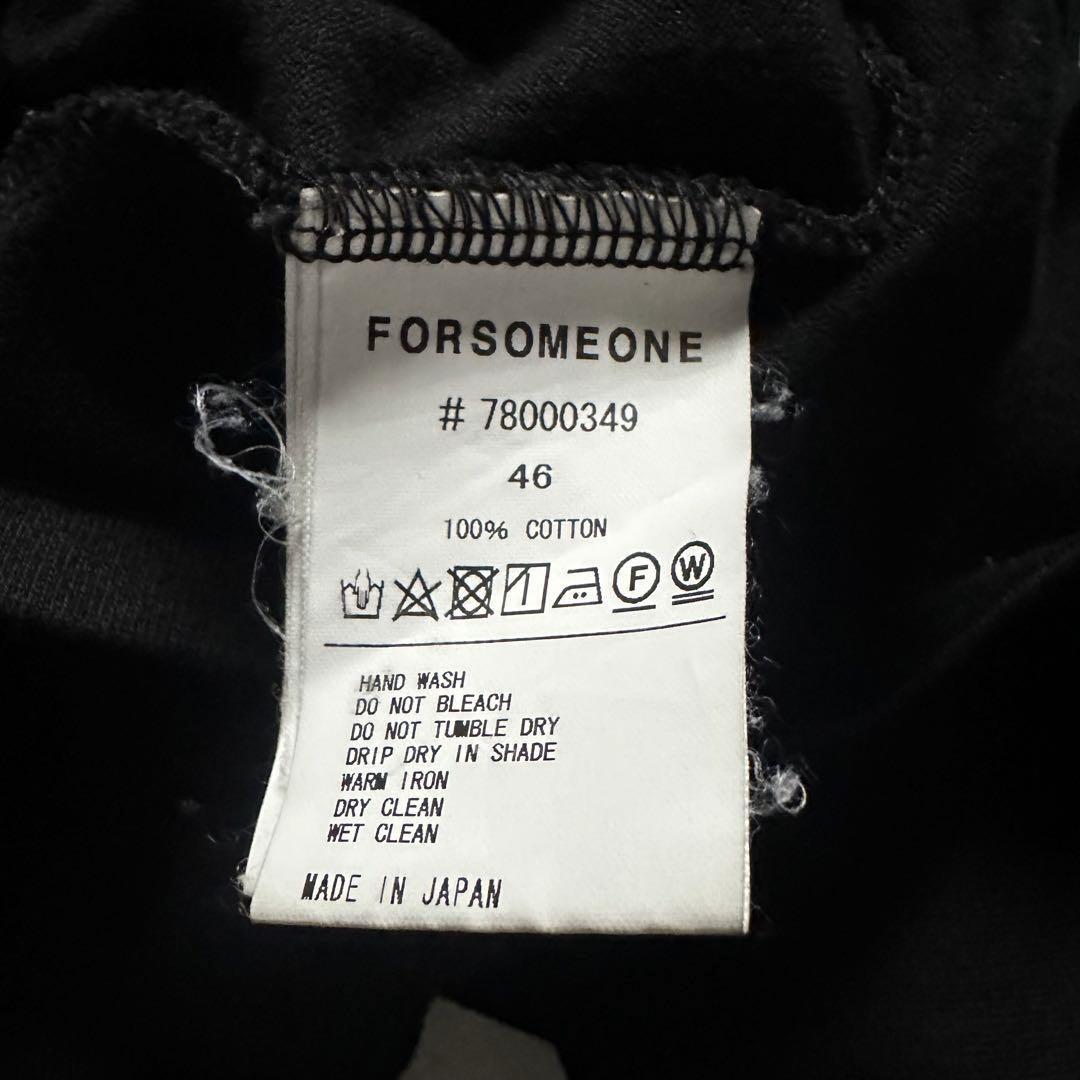 FORSOMEONE
# 78000349
46
100% COTTON
F W
HAND WASH
DO NOT BLEACH
DO NOT TUMBLE DRY
DRIP DRY IN SHADE
WARM IRON
DRY CLEAN
WET CLEAN
MADE IN JAPAN